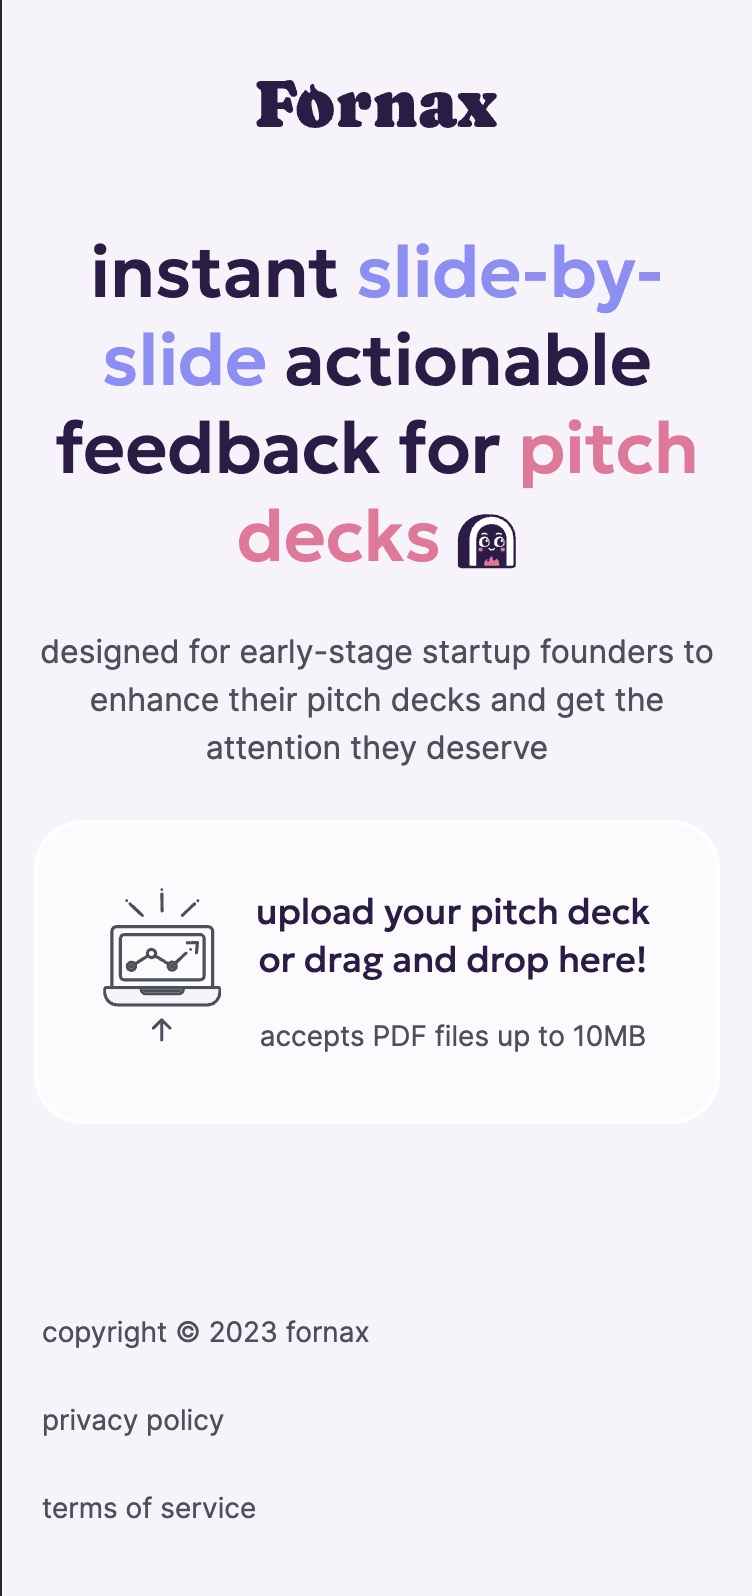 Fornax
instant slide-by-
slide actionable
feedback for pitch
decks
designed for early-stage startup founders to
enhance their pitch decks and get the
attention they deserve
upload your pitch deck
or drag and drop here!
accepts PDF files up to 10MB
copyright © 2023 fornax
privacy policy
terms of service